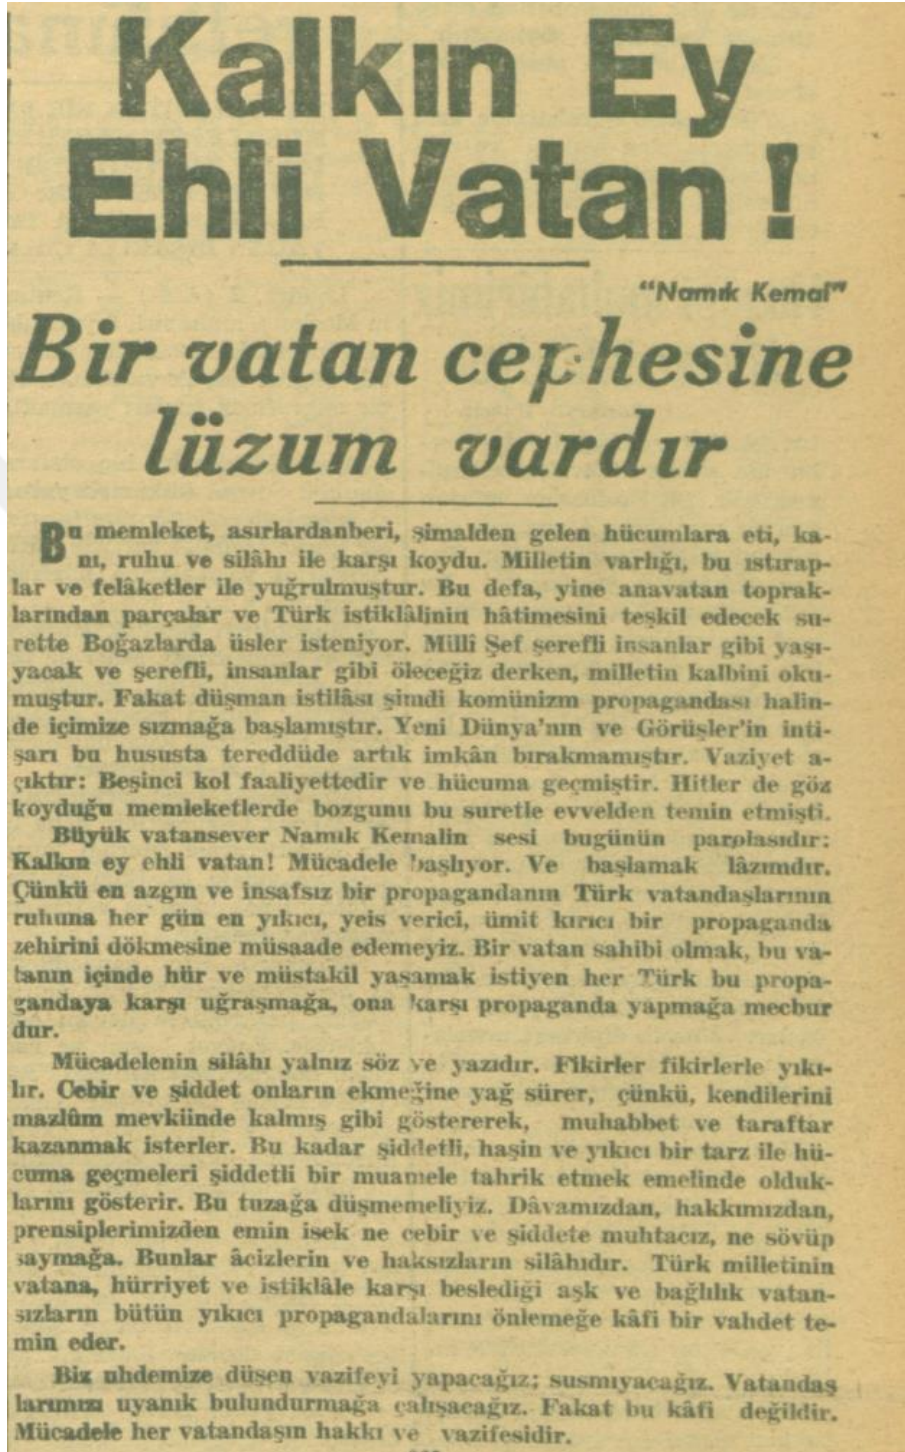 Kalkın Ey
Ehli Vatan !
"Namık Kemal"
Bir vatan cephesine
lüzum vardır
Bu memleket, asırlardanberi, şimalden gelen hücumlara eti, ka-
nı, ruhu ve silâhı ile karşı koydu. Milletin varlığı, bu ıstırap-
lar ve felâketler ile yuğrulmuştur. Bu defa, yine anavatan toprak-
larından parçalar ve Türk istiklâlinin hâtimesini teşkil edecek su-
rette Boğazlarda üsler isteniyor. Millî Şef şerefli insanlar gibi yaşı-
yacak ve şerefli, insanlar gibi öleceğiz derken, milletin kalbini oku-
muştur. Fakat düşman istilâsı şimdi komünizm propagandası halin-
de içimize sızmağa başlamıştır. Yeni Dünya'nın ve Görüşler'in inti-
şarı bu hususta tereddüde artık imkân bırakmamıştır. Vaziyet a-
çıktır: Beşinci kol faaliyettedir ve hücuma geçmiştir. Hitler de göz
koyduğu memleketlerde bozgunu bu suretle evvelden temin etmişti.
Büyük vatansever Namık Kemalin sesi bugünün parolasıdır:
Kalkın ey ehli vatan! Mücadele başlıyor. Ve başlamak lâzımdır.
Çünkü en azgın ve insafsız bir propagandanın Türk vatandaşlarının
ruhuna her gün en yıkıcı, yeis verici, ümit kırıcı bir propaganda
zehirini dökmesine müsaade edemeyiz. Bir vatan sahibi olmak, bu va-
tanın içinde hür ve müstakil yaşamak istiyen her Türk bu propa-
gandaya karşı uğraşmağa, ona karşı propaganda yapmağa mecbur
dur.
Mücadelenin silâhı yalnız söz ve yazıdır. Fikirler fikirlerle yıkı-
lır. Cebir ve şiddet onların ekmeğine yağ sürer, çünkü, kendilerini
mazlûm mevkiinde kalmış gibi göstererek, muhabbet ve taraftar
kazanmak isterler. Bu kadar şiddetli, haşin ve yıkıcı bir tarz ile hü-
cuma geçmeleri şiddetli bir muamele tahrik etmek emelinde olduk-
larını gösterir. Bu tuzağa düşmemeliyiz. Dâvamızdan, hakkımızdan,
prensiplerimizden emin isek ne cebir ve şiddete muhtacız, ne sövüp
saymağa. Bunlar âcizlerin ve haksızların silâhıdır. Türk milletinin
vatana, hürriyet ve istiklâle karşı beslediği aşk ve bağlılık vatan-
sızların bütün yıkıcı propagandalarını önlemeğe kâfi bir vahdet te-
min eder.
Biz uhdemize düşen vazifeyi yapacağız; susmıyacağız. Vatandaş
larımızı uyanık bulundurmağa çalışacağız. Fakat bu kâfi değildir.
Mücadele her vatandaşın hakkı ve vazifesidir.